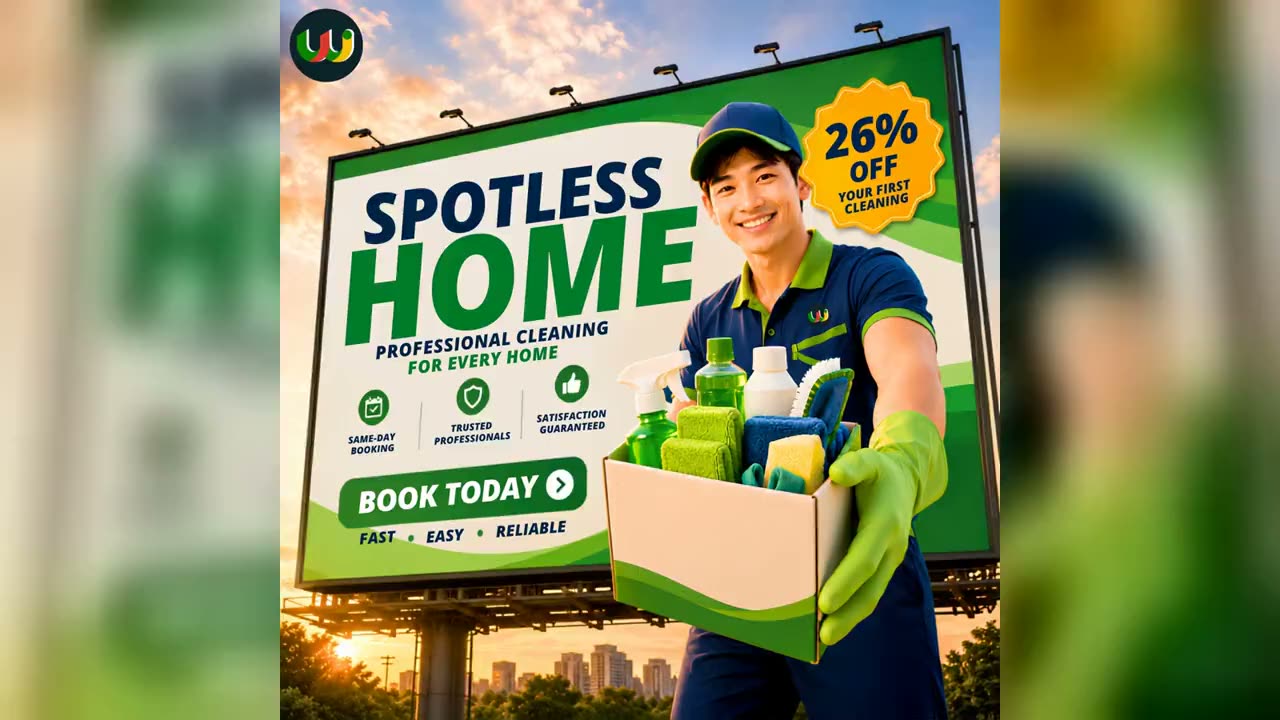 SPOTLESS
HOME
PROFESSIONAL CLEANING
FOR EVERY HOME
SAME-DAY
BOOKING
TRUSTED
PROFESSIONALS
SATISFACTION
GUARANTEED
BOOK TODAY
FAST • EASY • RELIABLE
26%
OFF
YOUR FIRST
CLEANING